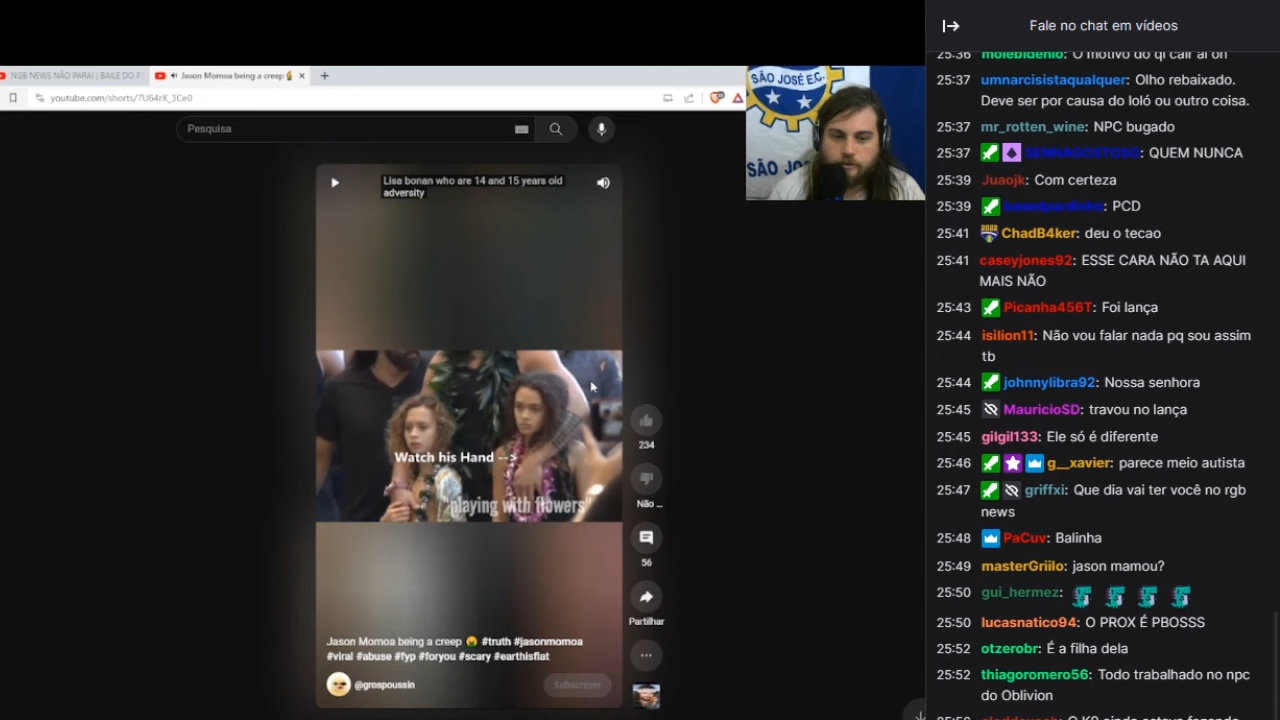 NGB NEWS NÃO PARA! | BAILE DO P
Jason Momoa being a creep
youtube.com/shorts/7U64rX_3Ce0
Pesquisa
SÃO JOSÉ E.C.
SÃO JO
Lisa bonan who are 14 and 15 years old
adversity
Watch his Hand -->
"playing with flowers"
234
Não ...
56
Partilhar
Jason Momoa being a creep #truth #jasonmomoa
#viral #abuse #fyp #foryou #scary #earthisflat
@grospoussin
Subscrever
Fale no chat em vídeos
25:36 molebidenio: O motivo do qi cair aí ón
25:37 umnarcisistaqualquer: Olho rebaixado.
Deve ser por causa do loló ou outro coisa.
25:37 mr_rotten_wine: NPC bugado
25:37 SENNAGOSTOSO: QUEM NUNCA
25:39 Juaojk: Com certeza
25:39 : PCD
25:41 ChadB4ker: deu o tecao
25:41 caseyjones92: ESSE CARA NÃO TA AQUI
MAIS NÃO
25:43 Picanha456T: Foi lança
25:44 isilion11: Não vou falar nada pq sou assim
tb
25:44 johnnylibra92: Nossa senhora
25:45 MauricioSD: travou no lança
25:45 gilgil133: Ele só é diferente
25:46 g__xavier: parece meio autista
25:47 griffxi: Que dia vai ter você no rgb
news
25:48 PaCuv: Balinha
25:49 masterGriilo: jason mamou?
25:50 gui_hermez:
25:50 lucasnatico94: O PROX É PBOSSS
25:52 otzerobr: É a filha dela
25:52 thiagoromero56: Todo trabalhado no npc
do Oblivion